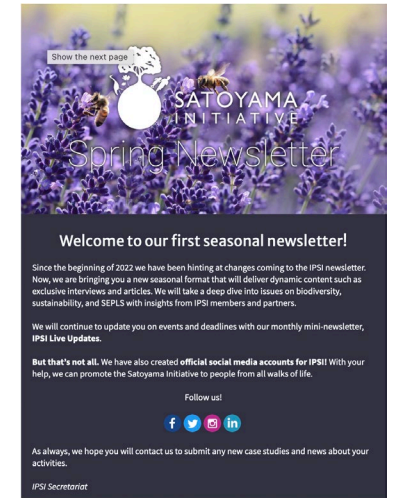 Show the next page
SATOYAMA
INITIATIVE
Spring Newsletter
Welcome to our first seasonal newsletter!
Since the beginning of 2022 we have been hinting at changes coming to the IPSI newsletter.
Now, we are bringing you a new seasonal format that will deliver dynamic content such as
exclusive interviews and articles. We will take a deep dive into issues on biodiversity,
sustainability, and SEPLS with insights from IPSI members and partners.
We will continue to update you on events and deadlines with our monthly mini-newsletter,
IPSI Live Updates.
But that's not all. We have also created official social media accounts for IPSI! With your
help, we can promote the Satoyama Initiative to people from all walks of life.
Follow us!
f in
As always, we hope you will contact us to submit any new case studies and news about your
activities.
IPSI Secretariat